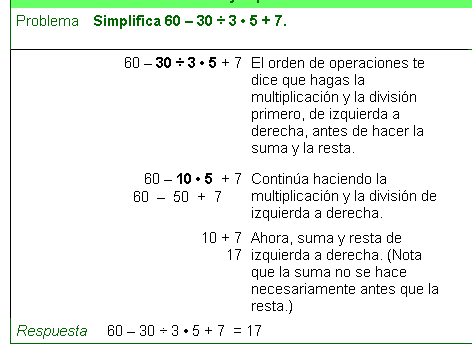 Problema Simplifica 60 – 30 ÷ 3 • 5 + 7.
60 – 30 ÷ 3 • 5 + 7 El orden de operaciones te
dice que hagas la
multiplicación y la división
primero, de izquierda a
derecha, antes de hacer la
suma y la resta.
60 – 10 • 5 + 7 Continúa haciendo la
60 – 50 + 7 multiplicación y la división de
izquierda a derecha.
10 + 7 Ahora, suma y resta de
17 izquierda a derecha. (Nota
que la suma no se hace
necesariamente antes que la
resta.)
Respuesta 60 – 30 ÷ 3 • 5 + 7 = 17